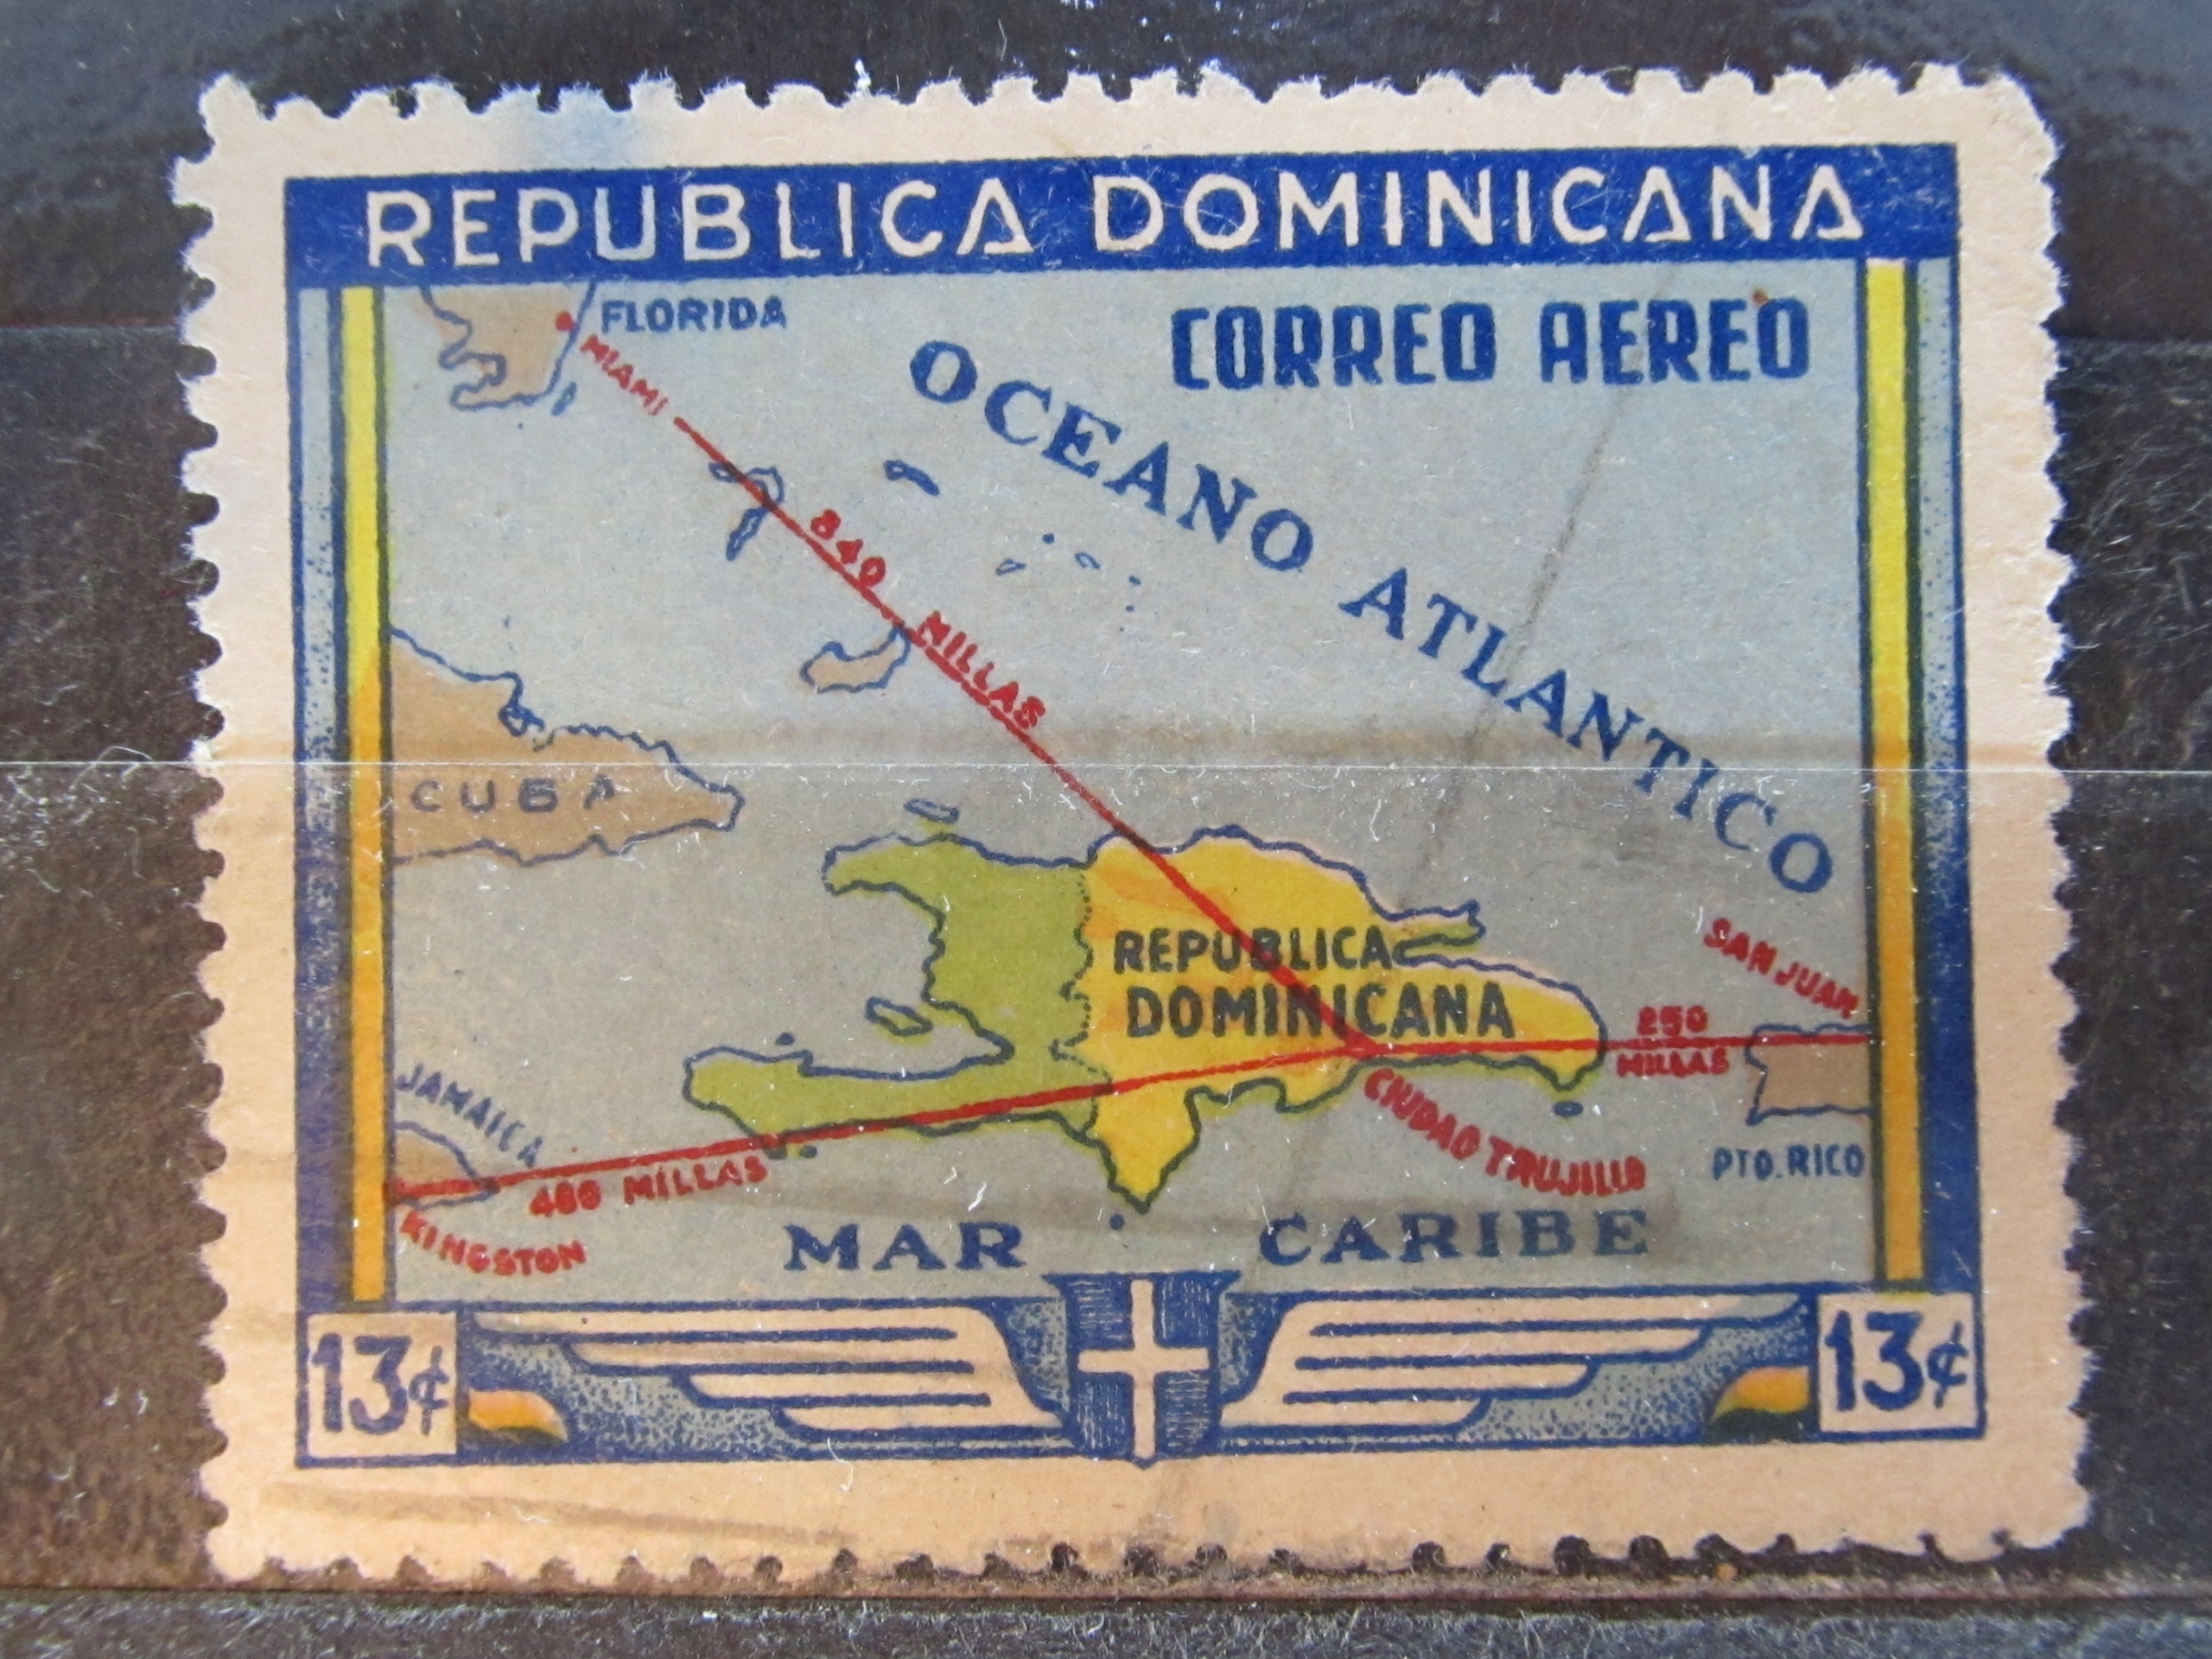 REPUBLICA DOMINICANA
FLORIDA
CORREO AEREO
MIAMI
OCEANO ATLANTICO
840 MILLAS
CUBA
REPUBLICA
DOMINICANA
SAN JUAN
250
MILLAS
JAMAICA
CIUDAD TRUJILLO
PTO. RICO
480 MILLAS
KINGSTON
MAR CARIBE
13¢
13¢